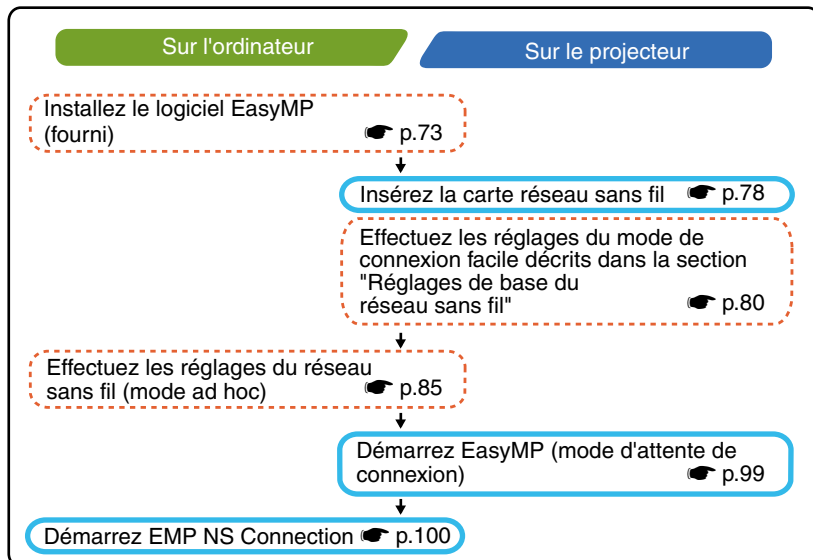 Sur l'ordinateur
Sur le projecteur
Installez le logiciel EasyMP
(fourni) ☛ p.73
Insérez la carte réseau sans fil ☛ p.78
Effectuez les réglages du mode de
connexion facile décrits dans la section
"Réglages de base du
réseau sans fil" ☛ p.80
Effectuez les réglages du réseau
sans fil (mode ad hoc) ☛ p.85
Démarrez EasyMP (mode d'attente de
connexion) ☛ p.99
Démarrez EMP NS Connection ☛ p.100